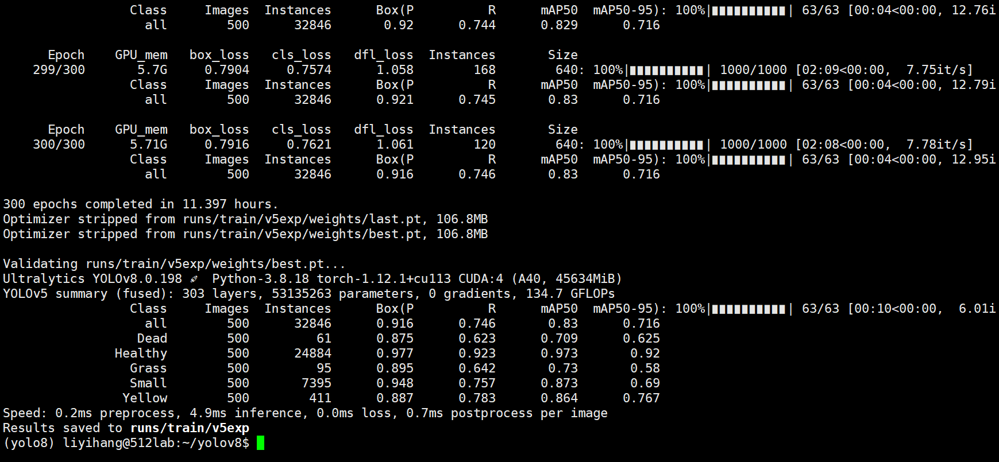 Class Images Instances Box(P R mAP50 mAP50-95): 100%|██████████| 63/63 [00:04<00:00, 12.76i
all 500 32846 0.92 0.744 0.829 0.716
Epoch GPU_mem box_loss cls_loss dfl_loss Instances Size
299/300 5.7G 0.7904 0.7574 1.058 168 640: 100%|██████████| 1000/1000 [02:09<00:00, 7.75it/s]
Class Images Instances Box(P R mAP50 mAP50-95): 100%|██████████| 63/63 [00:04<00:00, 12.79i
all 500 32846 0.921 0.745 0.83 0.716
Epoch GPU_mem box_loss cls_loss dfl_loss Instances Size
300/300 5.71G 0.7916 0.7621 1.061 120 640: 100%|██████████| 1000/1000 [02:08<00:00, 7.78it/s]
Class Images Instances Box(P R mAP50 mAP50-95): 100%|██████████| 63/63 [00:04<00:00, 12.95i
all 500 32846 0.916 0.746 0.83 0.716
300 epochs completed in 11.397 hours.
Optimizer stripped from runs/train/v5exp/weights/last.pt, 106.8MB
Optimizer stripped from runs/train/v5exp/weights/best.pt, 106.8MB
Validating runs/train/v5exp/weights/best.pt...
Ultralytics YOLOv8.0.198 🚀 Python-3.8.18 torch-1.12.1+cu113 CUDA:4 (A40, 45634MiB)
YOLOv5 summary (fused): 303 layers, 53135263 parameters, 0 gradients, 134.7 GFLOPs
Class Images Instances Box(P R mAP50 mAP50-95): 100%|██████████| 63/63 [00:10<00:00, 6.01i
all 500 32846 0.916 0.746 0.83 0.716
Dead 500 61 0.875 0.623 0.709 0.625
Healthy 500 24884 0.977 0.923 0.973 0.92
Grass 500 95 0.895 0.642 0.73 0.58
Small 500 7395 0.948 0.757 0.873 0.69
Yellow 500 411 0.887 0.783 0.864 0.767
Speed: 0.2ms preprocess, 4.9ms inference, 0.0ms loss, 0.7ms postprocess per image
Results saved to runs/train/v5exp
(yolo8) liyihang@512lab:~/yolov8$